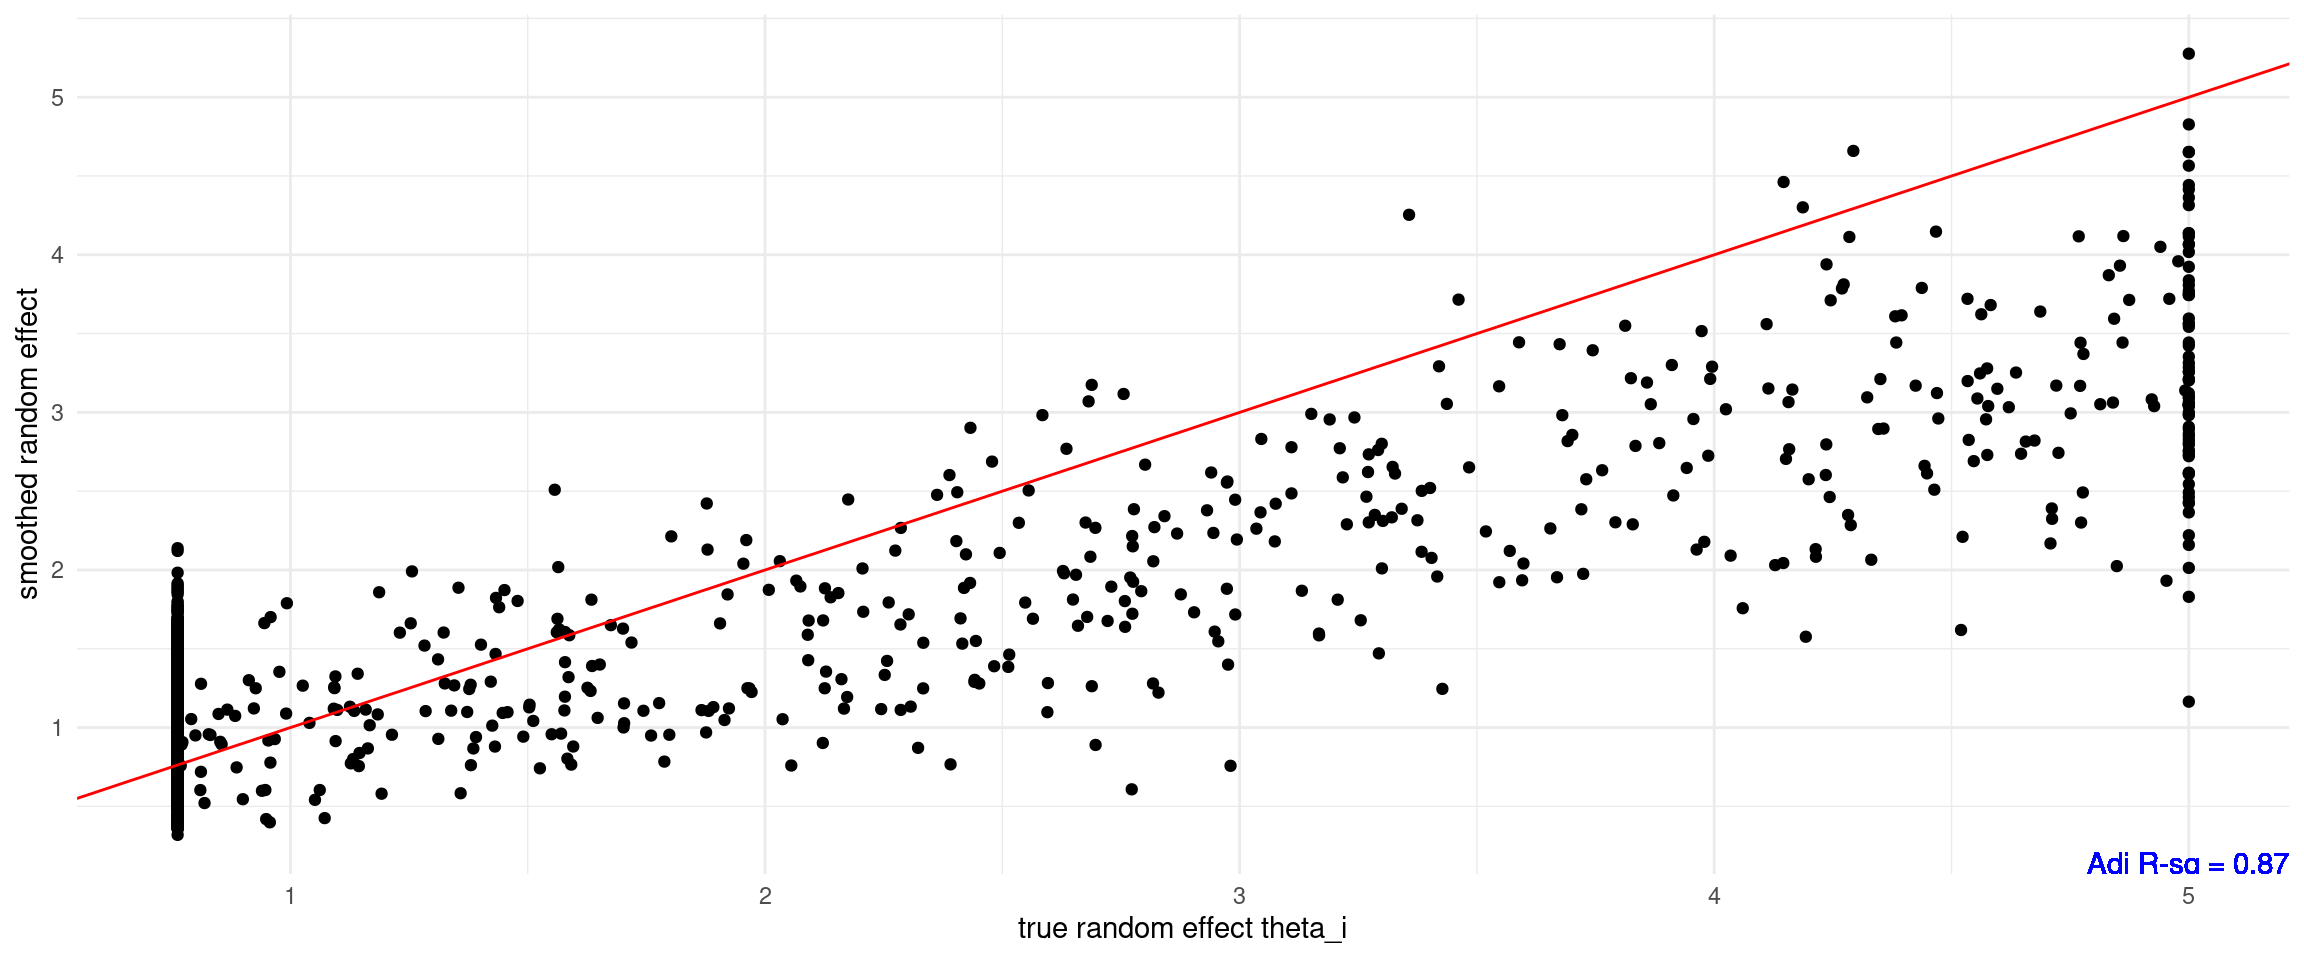 5
4
3
2
1
smoothed random effect
Adj R-sq = 0.87
1 2 3 4 5
true random effect theta_i